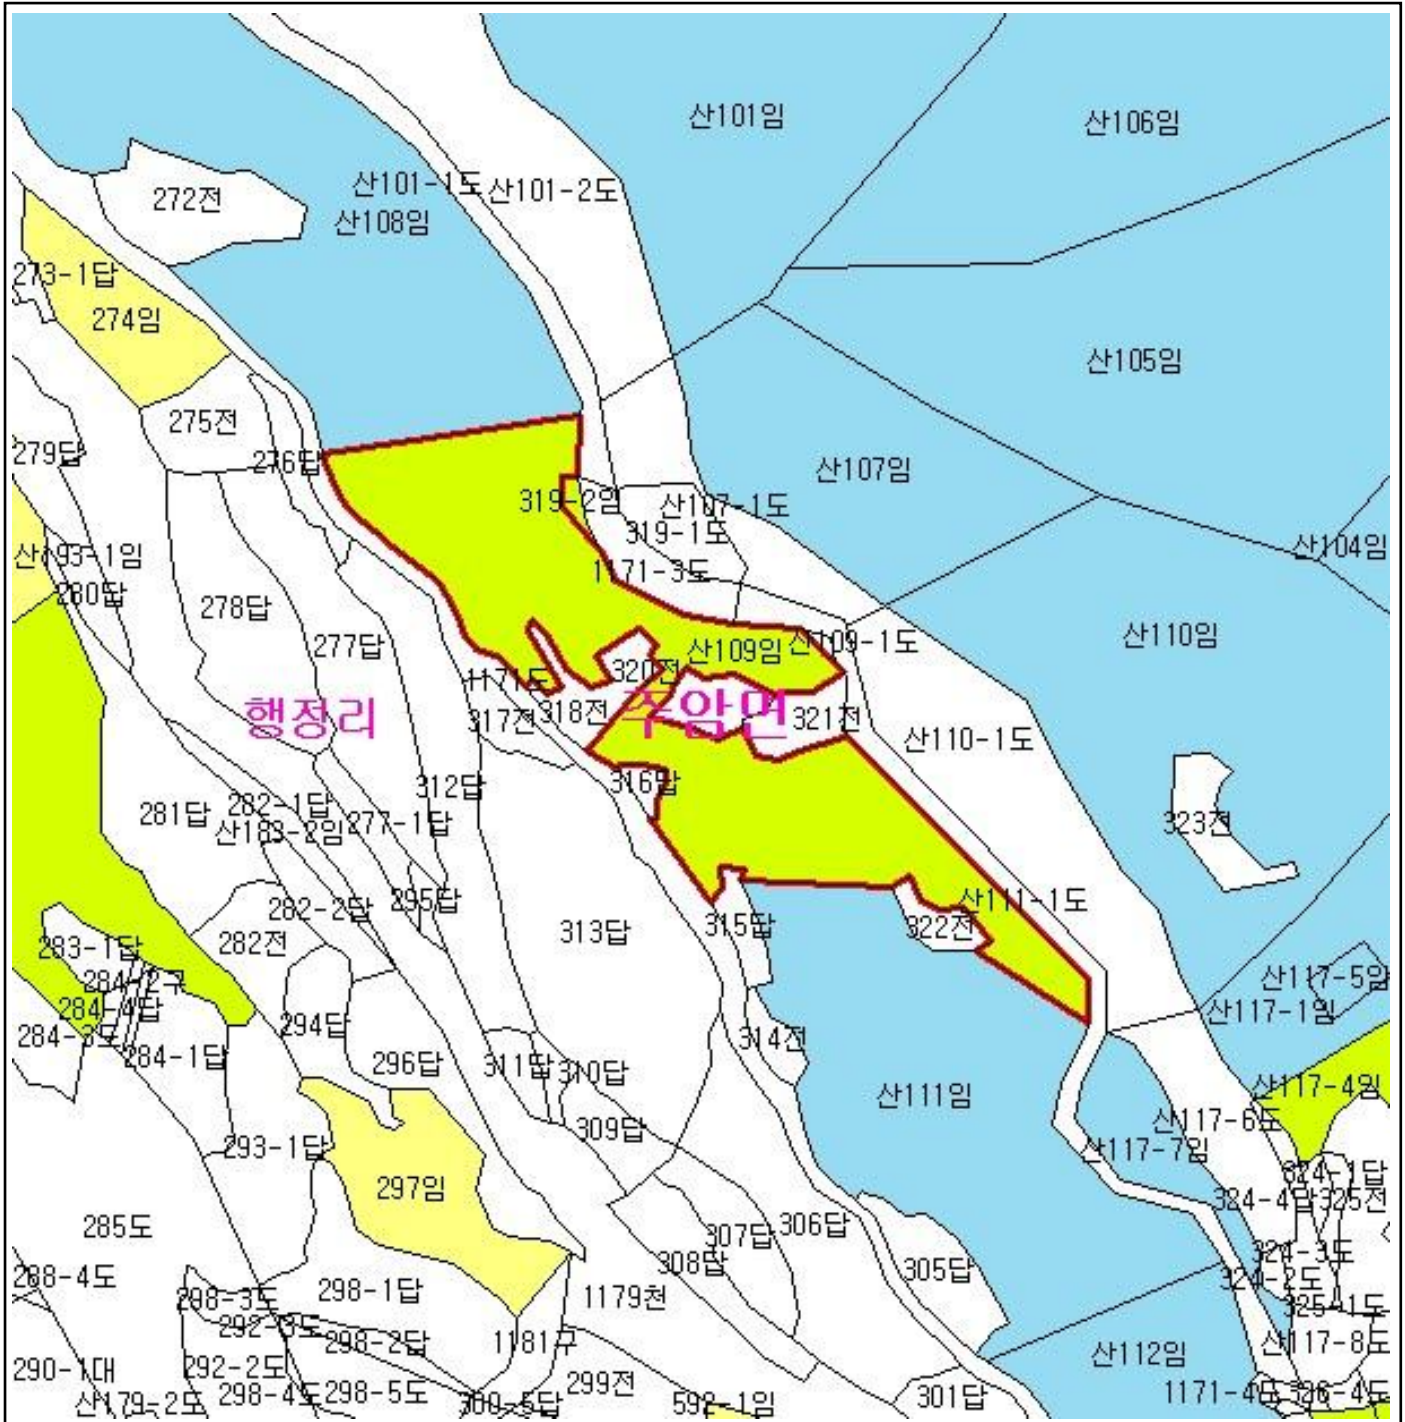 산101임
산106임
산101-1도
산101-2도
272전
산108임
273-1답
274임
산105임
275전
279답
276답
산107임
319-2임
산107-1도
319-1도
산104임
산193-1임
1171-3도
280답
278답
277답
산110임
산109임
산109-1도
320전
1171도
행정리
317전
318전
주암면
321전
산110-1도
316답
312답
281답
282-1답
277-1답
산183-2임
323전
295답
282-2답
산111-1도
313답
315답
322전
283-1답
282전
284-2구
산117-5임
284-4답
산117-1임
284-3도
294답
284-1답
314전
296답
311답
310답
산111임
산117-4임
산117-6도
309답
293-1답
산117-7임
324-1답
297임
324-4답
325전
285도
307답
306답
308답
324-3도
288-4도
305답
324-2도
298-3도
298-1답
1179천
325-1도
292-3도
298-2답
1181구
산117-8도
290-1대
292-2도
산112임
299전
산179-2도
298-4도
298-5도
300-5답
592-1임
301답
1171-4도
326-4도